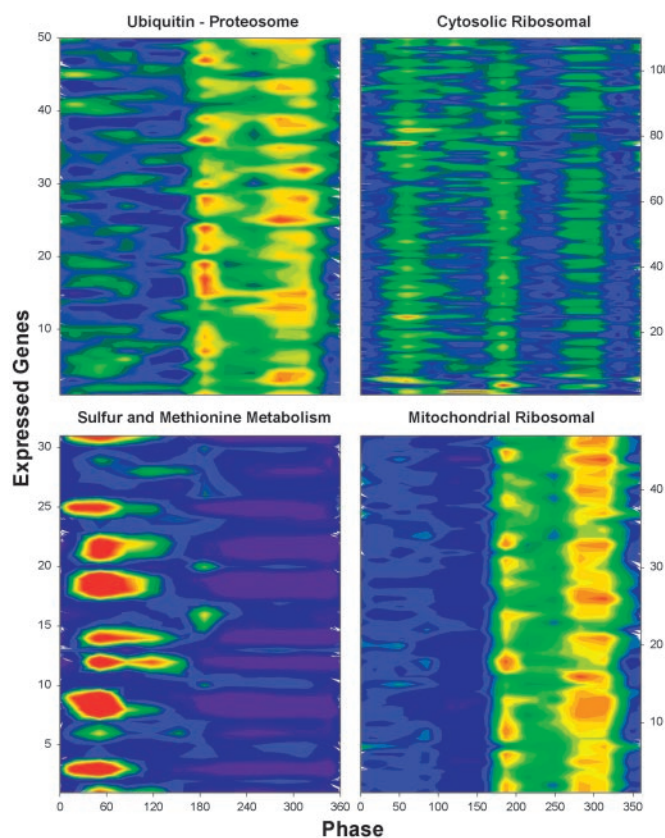 Ubiquitin - Proteosome
Cytosolic Ribosomal
50
40
30
20
10
100
80
60
40
20
Expressed Genes
Sulfur and Methionine Metabolism
Mitochondrial Ribosomal
30
25
20
15
10
5
40
30
20
10
0 60 120 180 240 300 360
0 50 100 150 200 250 300 350
Phase